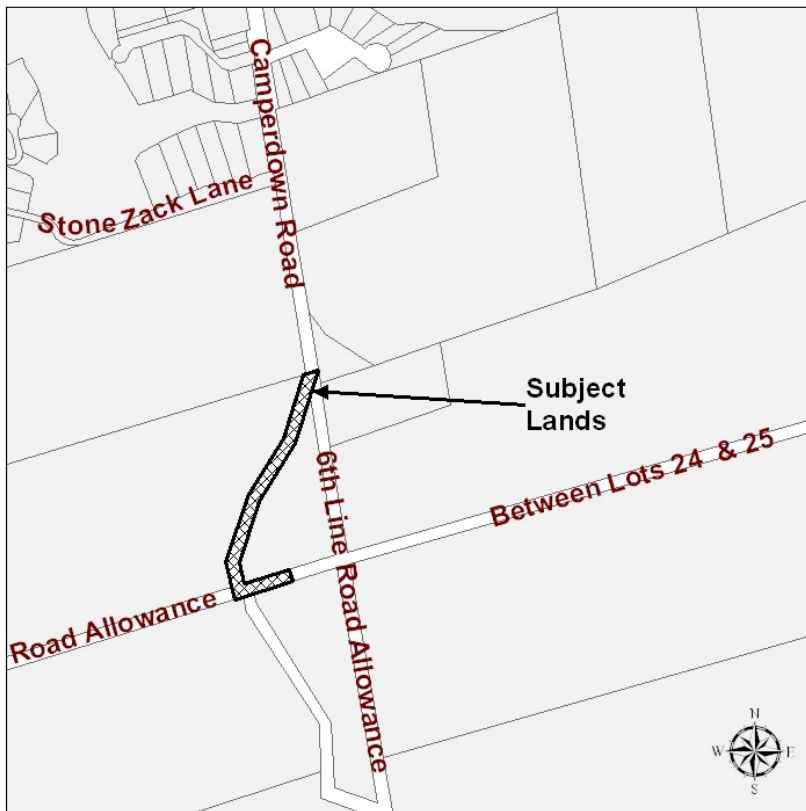 Camperdown Road
Stone Zack Lane
Subject
Lands
6th Line Road Allowance
Between Lots 24 & 25
Road Allowance
N
W
E
S